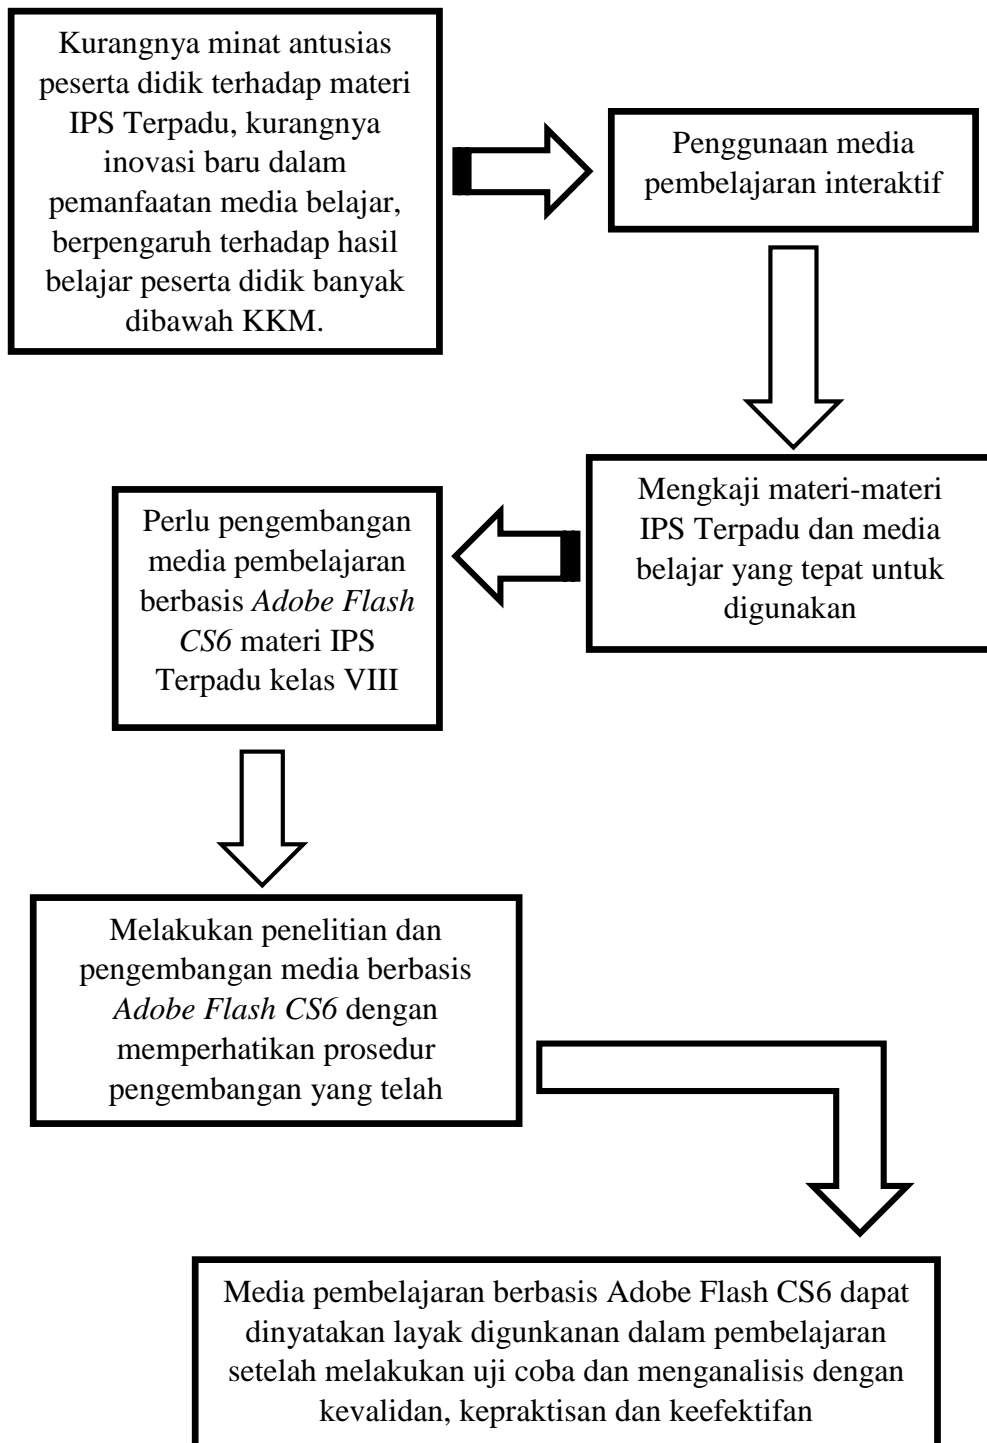 Kurangnya minat antusias
peserta didik terhadap materi
IPS Terpadu, kurangnya
inovasi baru dalam
pemanfaatan media belajar,
berpengaruh terhadap hasil
belajar peserta didik banyak
dibawah KKM.
Penggunaan media
pembelajaran interaktif
Mengkaji materi-materi
IPS Terpadu dan media
belajar yang tepat untuk
digunakan
Perlu pengembangan
media pembelajaran
berbasis Adobe Flash
CS6 materi IPS
Terpadu kelas VIII
Melakukan penelitian dan
pengembangan media berbasis
Adobe Flash CS6 dengan
memperhatikan prosedur
pengembangan yang telah
Media pembelajaran berbasis Adobe Flash CS6 dapat
dinyatakan layak digunkanan dalam pembelajaran
setelah melakukan uji coba dan menganalisis dengan
kevalidan, kepraktisan dan keefektifan